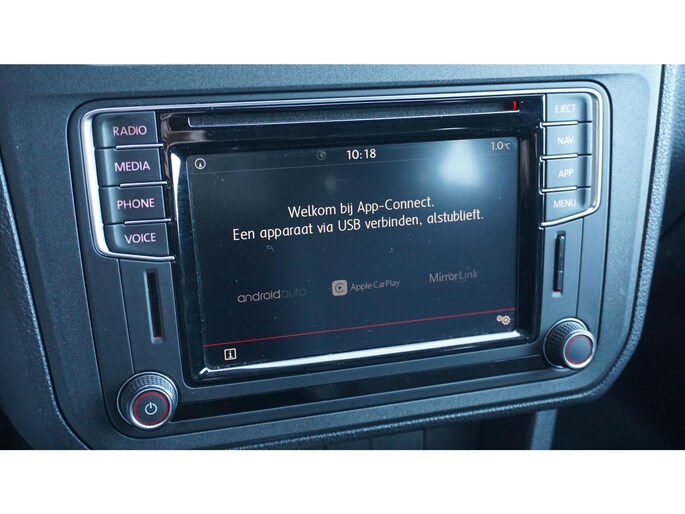 RADIO
MEDIA
PHONE
VOICE
EJECT
NAV
APP
MENU
10:18
1.0°C
Welkom bij App-Connect.
Een apparaat via USB verbinden, alstublieft.
androidauto
Apple CarPlay
MirrorLink
i